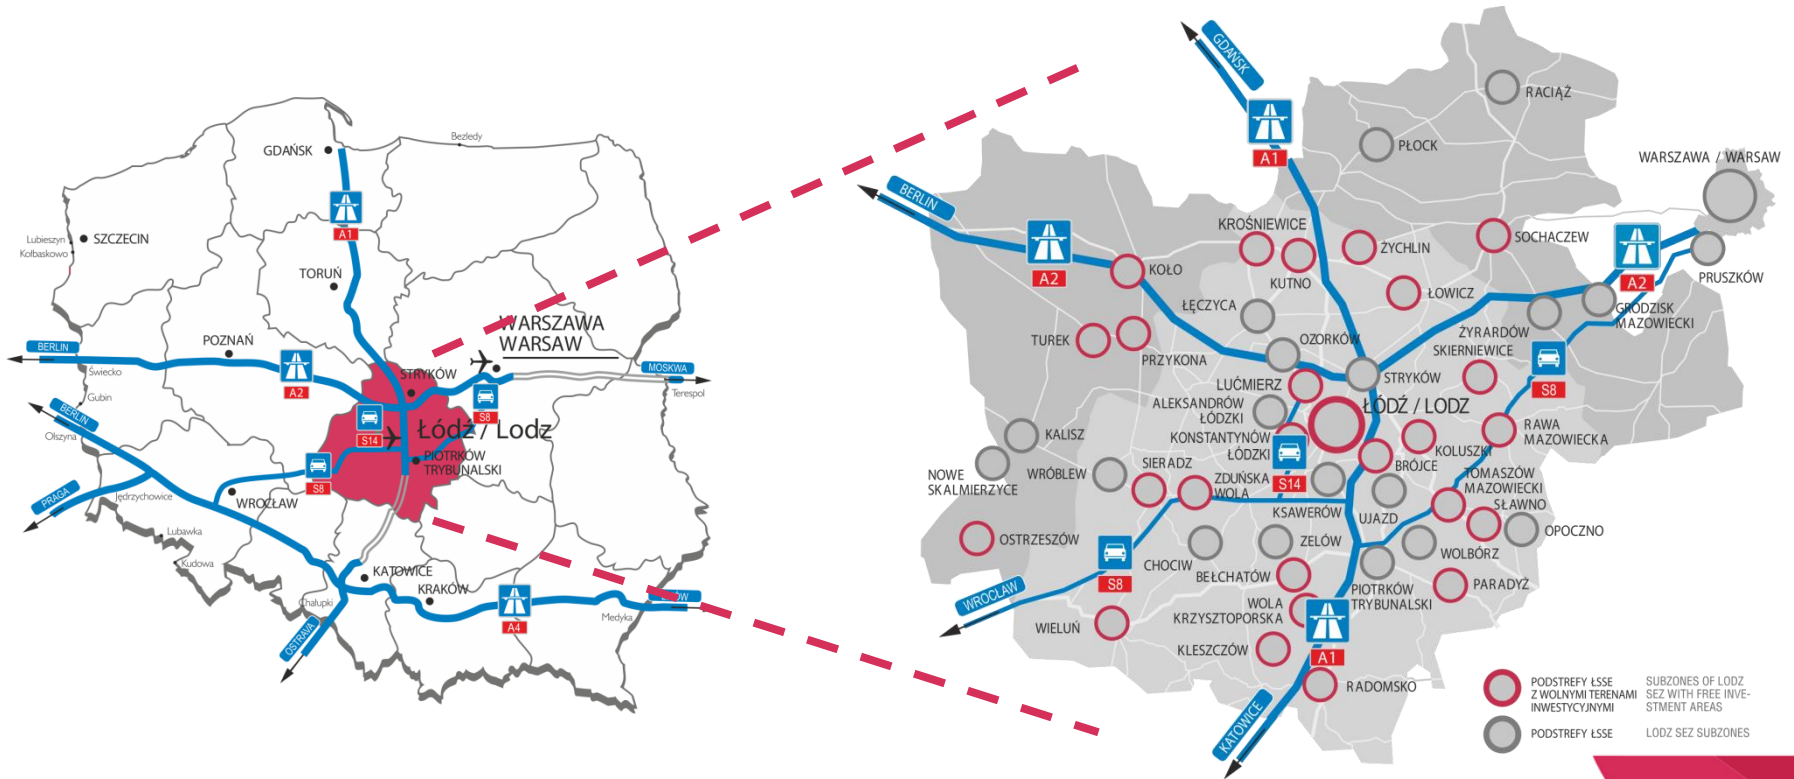 GDAŃSK
Bezledy
A1
Lubieszyn
Kołbaskowo
SZCZECIN
TORUŃ
POZNAŃ
WARSZAWA
WARSAW
BERLIN
Świecko
A2
STRYKÓW
MOSKWA
Terespol
Gubin
BERLIN
Olszyna
S14
S8
Łódź / Lodz
PIOTRKÓW
TRYBUNALSKI
S8
PRAGA
Jędrzychowice
WROCŁAW
Lubawka
Kudowa
KATOWICE
KRAKÓW
Chałupki
A4
Medyka
OSTRAVA
GDAŃSK
A1
RACIĄŻ
PŁOCK
WARSZAWA / WARSAW
BERLIN
A2
KOŁO
KROŚNIEWICE
KUTNO
ŻYCHLIN
SOCHACZEW
A2
PRUSZKÓW
ŁOWICZ
GRODZISK
MAZOWIECKI
ŁĘCZYCA
ŻYRARDÓW
TUREK
PRZYKONA
OZORKÓW
SKIERNIEWICE
S8
LUĆMIERZ
STRYKÓW
ALEKSANDRÓW
ŁÓDZKI
ŁÓDŹ / LODZ
KALISZ
KONSTANTYNÓW
ŁÓDZKI
RAWA
MAZOWIECKA
KOLUSZKI
BRÓJCE
NOWE
SKALMIERZYCE
WRÓBLEW
SIERADZ
ZDUŃSKA
WOLA
S14
TOMASZÓW
MAZOWIECKI
SŁAWNO
KSAWERÓW
UJAZD
OPOCZNO
OSTRZESZÓW
CHOCIW
ZELÓW
WOLBÓRZ
S8
BEŁCHATÓW
PIOTRKÓW
TRYBUNALSKI
PARADYŻ
WROCŁAW
WOLA
KRZYSZTOPORSKA
WIELUŃ
KLESZCZÓW
A1
RADOMSKO
KATOWICE
PODSTREFY ŁSSE
Z WOLNYMI TERENAMI
INWESTYCYJNYMI
SUBZONES OF LODZ
SEZ WITH FREE INVE-
STMENT AREAS
PODSTREFY ŁSSE
LODZ SEZ SUBZONES